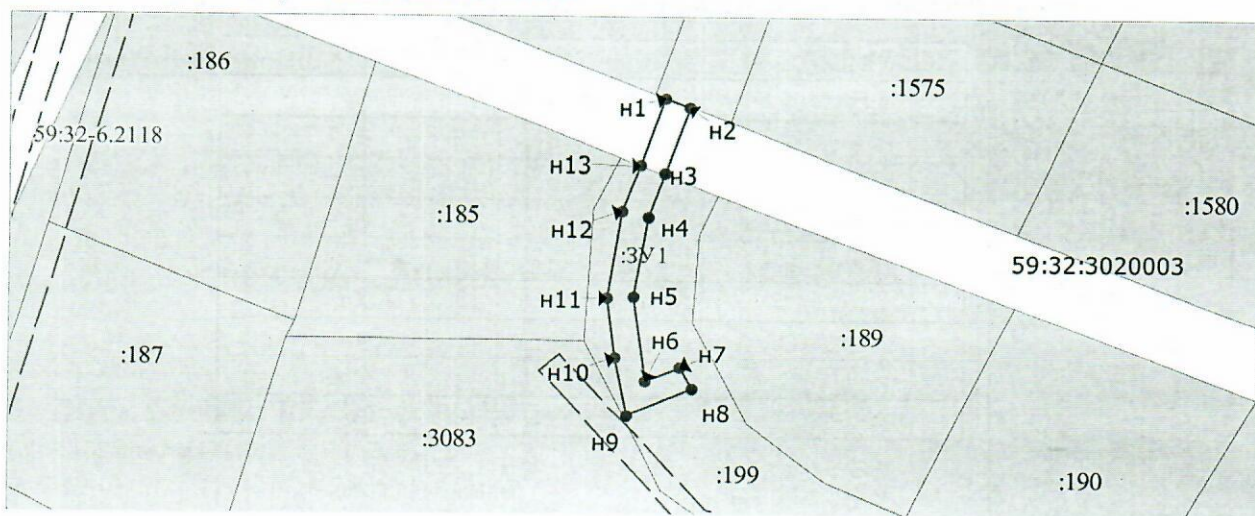 :186
:1575
н1
н2
59:32-6.2118
н13
н3
:185
н12
н4
:1580
:ЗУ1
59:32:3020003
н11
н5
:187
н6
н7
:189
н10
н8
:3083
н9
:199
:190